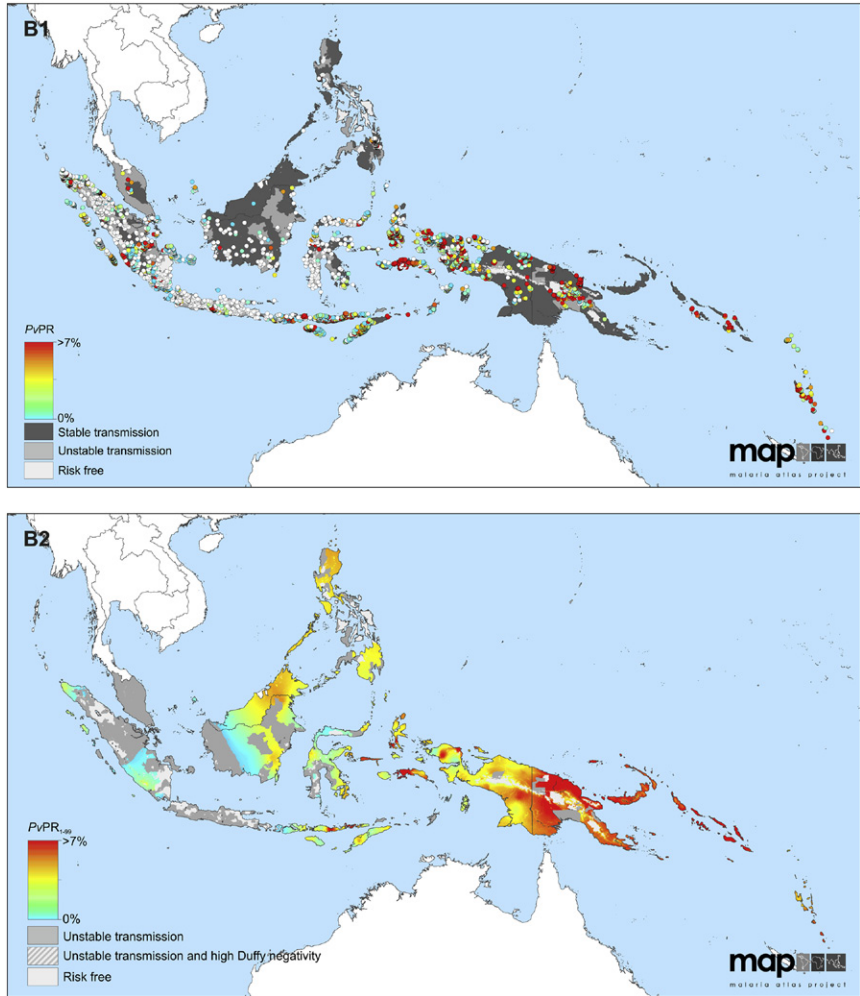 B1
PvPR
>7%
0%
Stable transmission
Unstable transmission
Risk free
map
malaria atlas project
B2
PvPR1-99
>7%
0%
Unstable transmission
Unstable transmission and high Duffy negativity
Risk free
map
malaria atlas project